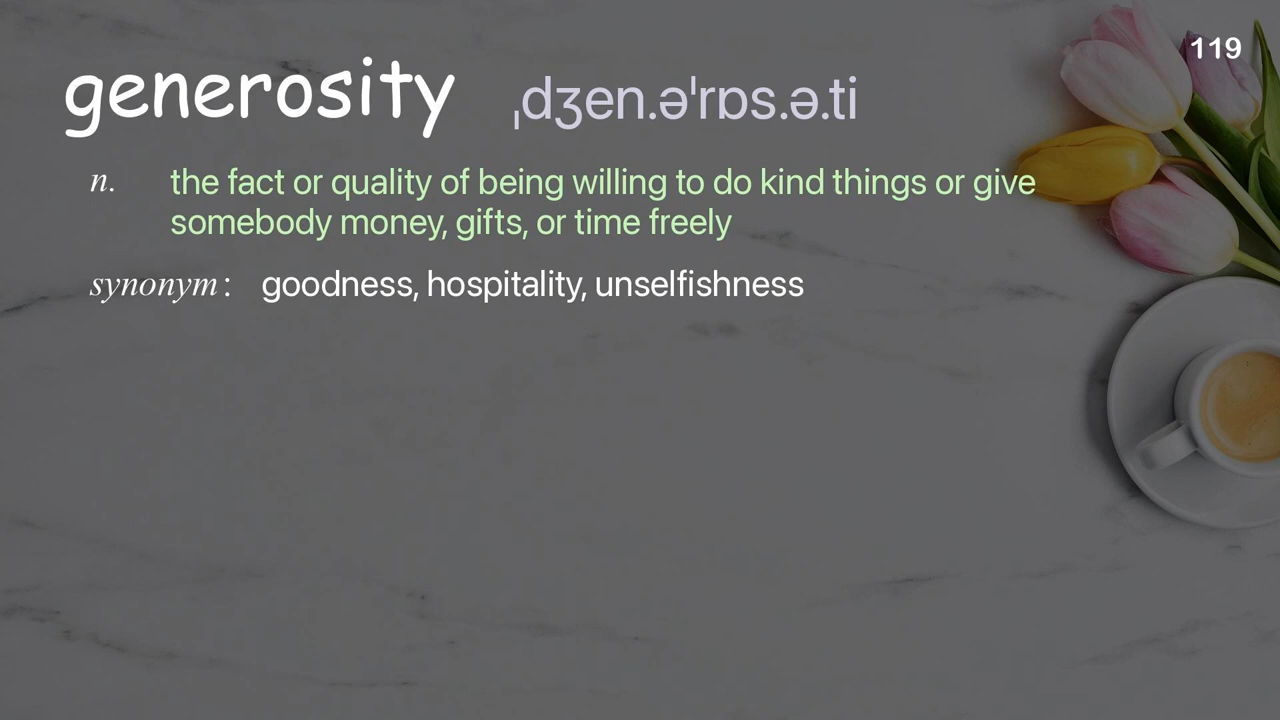 119
generosity ˌdʒen.əˈrɒs.ə.ti
n. the fact or quality of being willing to do kind things or give
somebody money, gifts, or time freely
synonym : goodness, hospitality, unselfishness